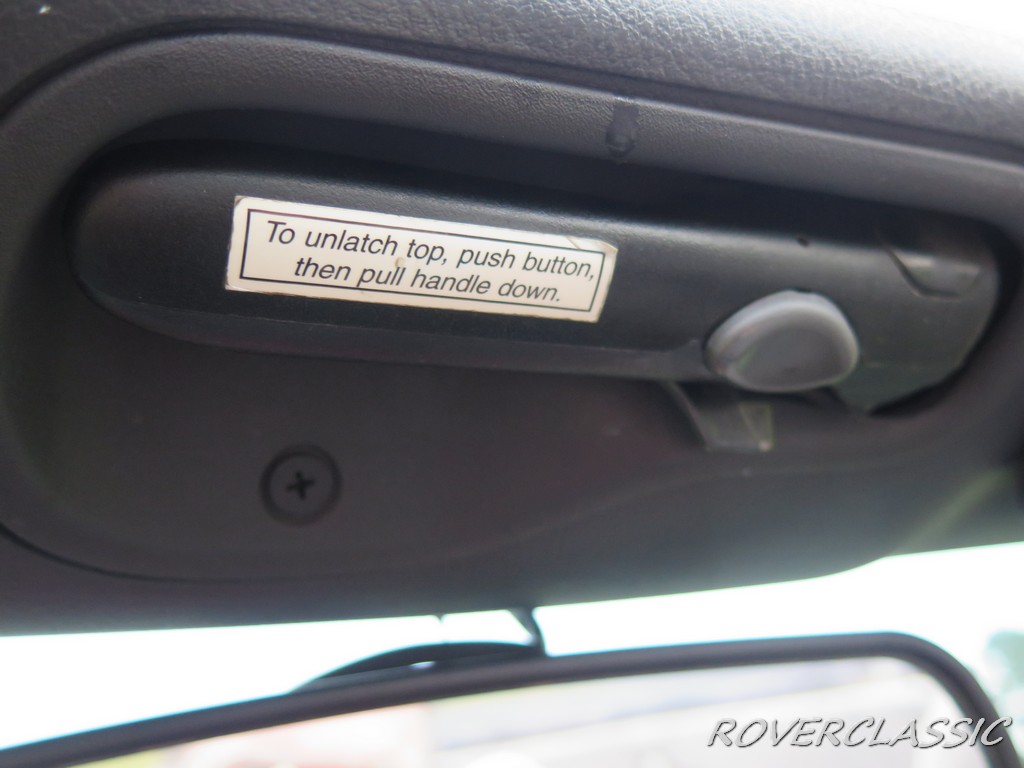 To unlatch top, push button,
then pull handle down.
ROVERCLASSIC